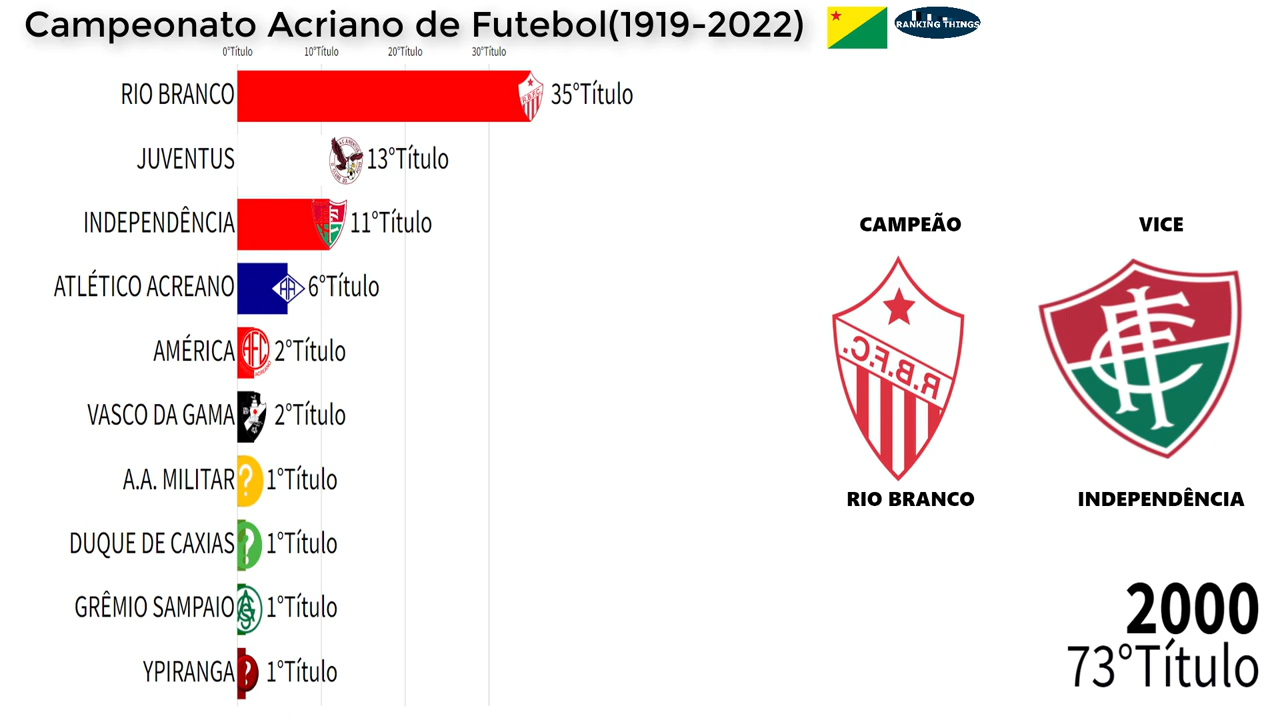 Campeonato Acriano de Futebol(1919-2022)
RANKING THINGS
0°Título 10°Título 20°Título 30°Título
RIO BRANCO 35°Título
JUVENTUS 13°Título
INDEPENDÊNCIA 11°Título
ATLÉTICO ACREANO 6°Título
AMÉRICA AFC 2°Título
VASCO DA GAMA 2°Título
A.A. MILITAR ? 1°Título
DUQUE DE CAXIAS ? 1°Título
GRÊMIO SAMPAIO 1°Título
YPIRANGA ? 1°Título
CAMPEÃO VICE
R.B.F.C.
RIO BRANCO INDEPENDÊNCIA
2000
73°Título